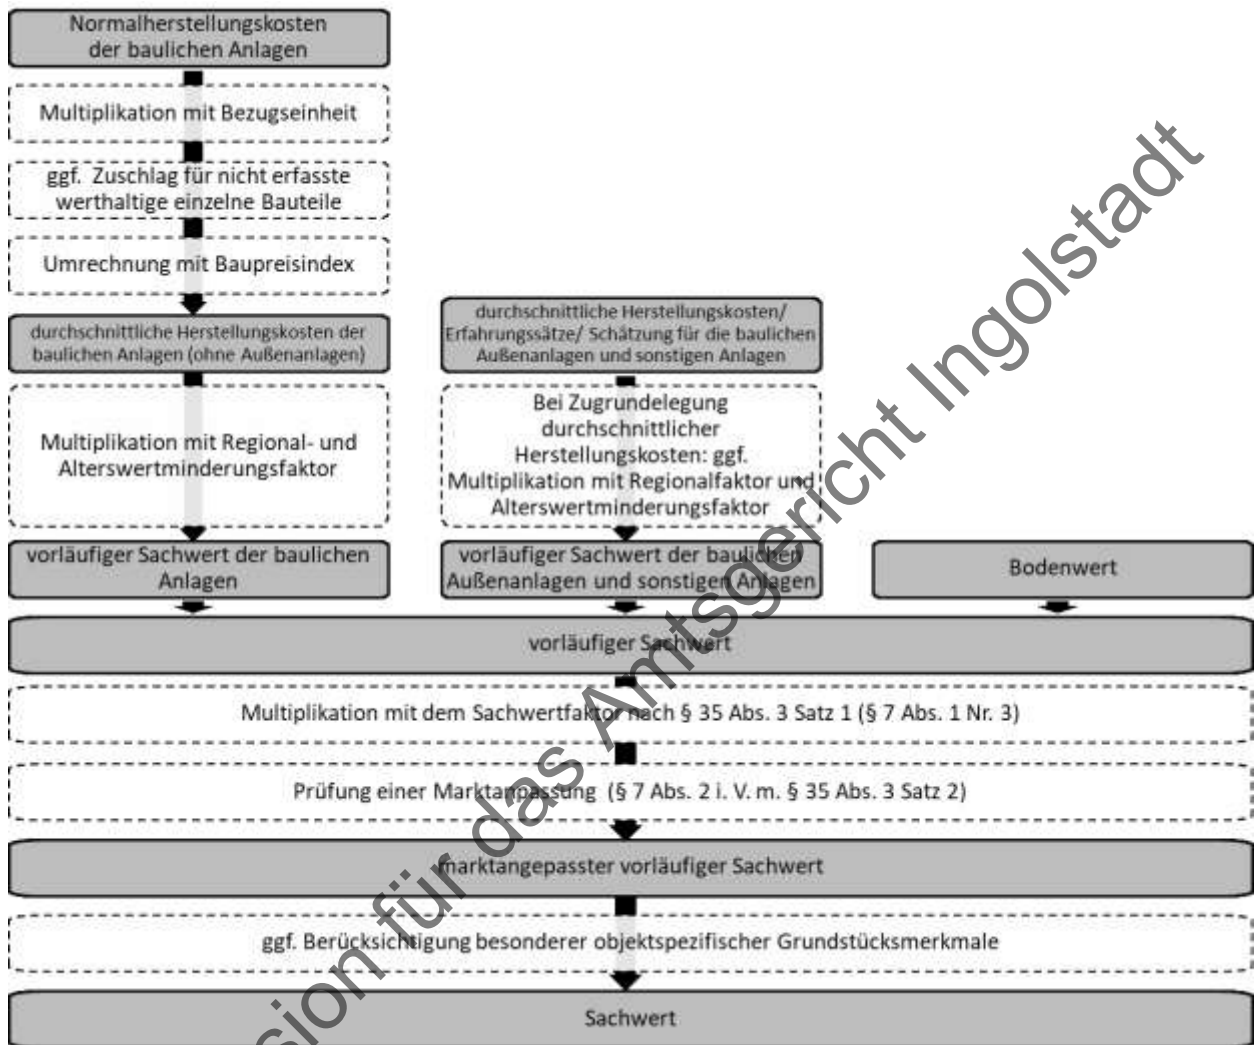 Normalherstellungskosten
der baulichen Anlagen
Multiplikation mit Bezugseinheit
ggf. Zuschlag für nicht erfasste
werthaltige einzelne Bauteile
Umrechnung mit Baupreisindex
durchschnittliche Herstellungskosten der
baulichen Anlagen (ohne Außenanlagen)
Multiplikation mit Regional- und
Alterswertminderungsfaktor
vorläufiger Sachwert der baulichen
Anlagen
durchschnittliche Herstellungskosten/
Erfahrungssätze/ Schätzung für die baulichen
Außenanlagen und sonstigen Anlagen
Bei Zugrundelegung
durchschnittlicher
Herstellungskosten: ggf.
Multiplikation mit Regionalfaktor und
Alterswertminderungsfaktor
vorläufiger Sachwert der baulichen
Außenanlagen und sonstigen Anlagen
Bodenwert
vorläufiger Sachwert
Multiplikation mit dem Sachwertfaktor nach § 35 Abs. 3 Satz 1 (§ 7 Abs. 1 Nr. 3)
Prüfung einer Marktanpassung (§ 7 Abs. 2 i. V. m. § 35 Abs. 3 Satz 2)
marktangepasster vorläufiger Sachwert
ggf. Berücksichtigung besonderer objektspezifischer Grundstücksmerkmale
Sachwert
sion für das Amtsgericht Ingolstadt